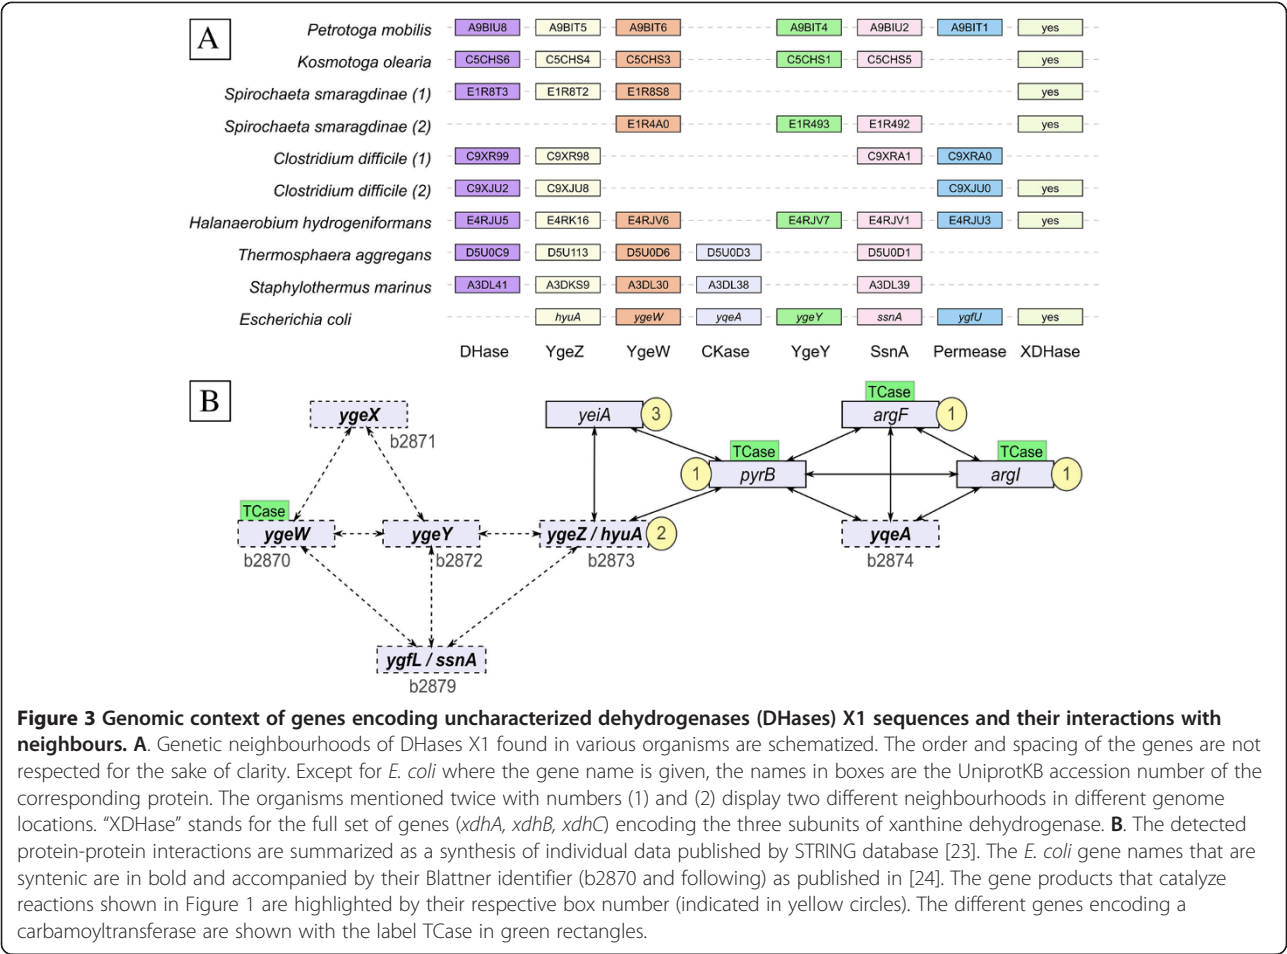 A
Petrotoga mobilis A9BIU8 A9BIT5 A9BIT6 A9BIT4 A9BIU2 A9BIT1 yes
Kosmotoga olearia C5CHS6 C5CHS4 C5CHS3 C5CHS1 C5CHS5 yes
Spirochaeta smaragdinae (1) E1R8T3 E1R8T2 E1R8S8 yes
Spirochaeta smaragdinae (2) E1R4A0 E1R493 E1R492 yes
Clostridium difficile (1) C9XR99 C9XR98 C9XRA1 C9XRA0
Clostridium difficile (2) C9XJU2 C9XJU8 C9XJU0 yes
Halanaerobium hydrogeniformans E4RJU5 E4RK16 E4RJV6 E4RJV7 E4RJV1 E4RJU3 yes
Thermosphaera aggregans D5U0C9 D5U113 D5U0D6 D5U0D3 D5U0D1
Staphylothermus marinus A3DL41 A3DKS9 A3DL30 A3DL38 A3DL39
Escherichia coli hyuA ygeW yqeA ygeY ssnA ygfU yes
DHase YgeZ YgeW CKase YgeY SsnA Permease XDHase
B
TCase
ygeX yeiA 3 argF 1
b2871
TCase TCase
1 pyrB argI 1
TCase
ygeW ygeY ygeZ / hyuA 2 yqeA
b2870 b2872 b2873 b2874
ygfL / ssnA
b2879
Figure 3 Genomic context of genes encoding uncharacterized dehydrogenases (DHases) X1 sequences and their interactions with
neighbours. A. Genetic neighbourhoods of DHases X1 found in various organisms are schematized. The order and spacing of the genes are not
respected for the sake of clarity. Except for E. coli where the gene name is given, the names in boxes are the UniprotKB accession number of the
corresponding protein. The organisms mentioned twice with numbers (1) and (2) display two different neighbourhoods in different genome
locations. “XDHase” stands for the full set of genes (xdhA, xdhB, xdhC) encoding the three subunits of xanthine dehydrogenase. B. The detected
protein-protein interactions are summarized as a synthesis of individual data published by STRING database [23]. The E. coli gene names that are
syntenic are in bold and accompanied by their Blattner identifier (b2870 and following) as published in [24]. The gene products that catalyze
reactions shown in Figure 1 are highlighted by their respective box number (indicated in yellow circles). The different genes encoding a
carbamoyltransferase are shown with the label TCase in green rectangles.